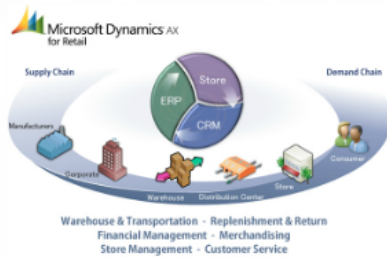 Microsoft Dynamics AX
for Retail
Supply Chain
Demand Chain
Store
ERP
CRM
Manufacturers
Corporate
Warehouse
Distribution Center
Store
Consumer
Warehouse & Transportation - Replenishment & Return
Financial Management - Merchandising
Store Management - Customer Service